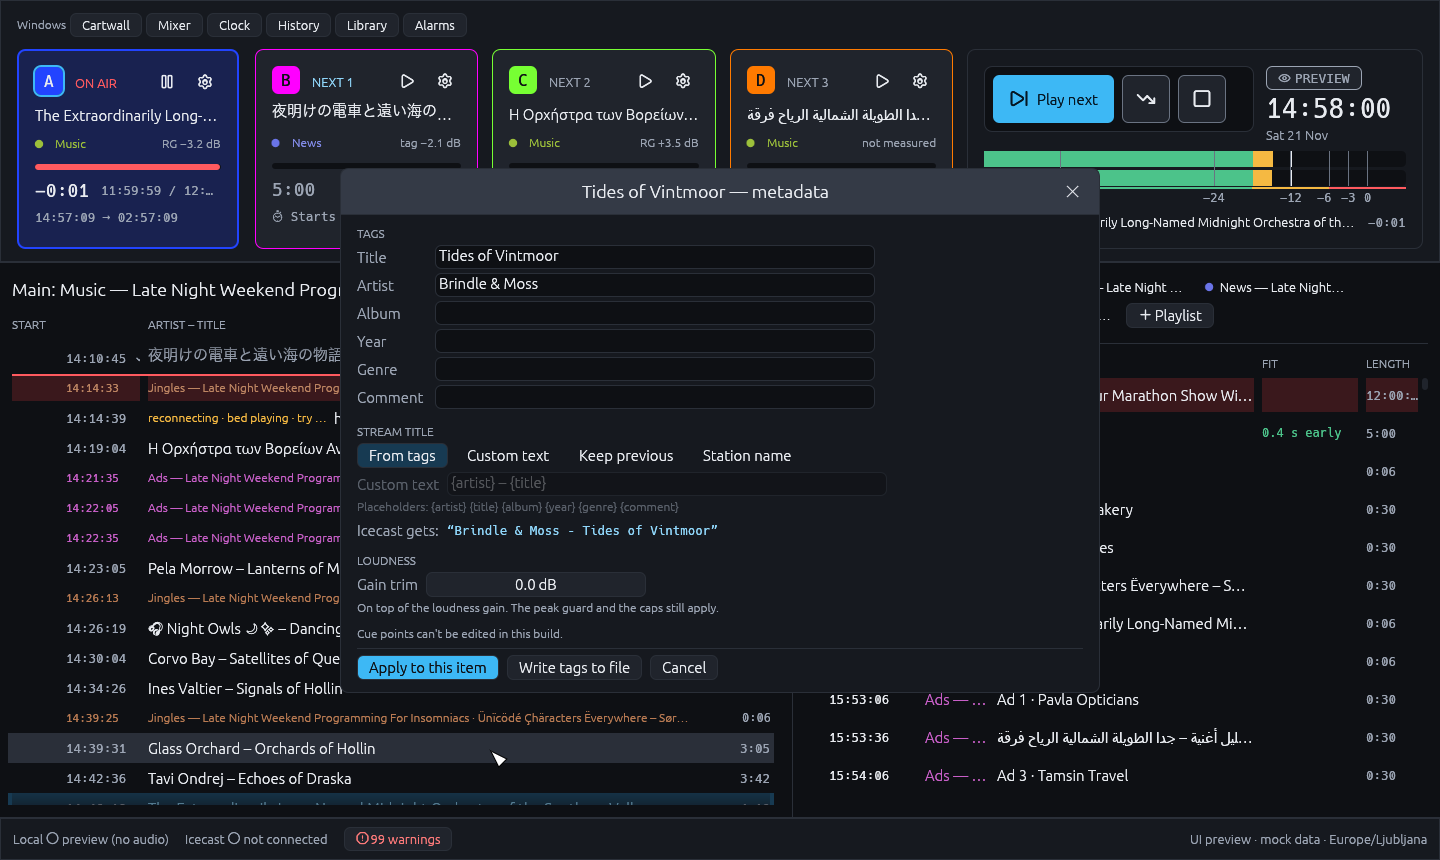 Windows Cartwall Mixer Clock History Library Alarms
A ON AIR
The Extraordinarily Long-…
Music RG −3.2 dB
−0:01 11:59:59 / 12:…
14:57:09 → 02:57:09
B NEXT 1
夜明けの電車と遠い海の…
News tag −2.1 dB
5:00
Starts
C NEXT 2
Η Ορχήστρα των Βορείων…
Music RG +3.5 dB
D NEXT 3
جدا الطويلة الشمالية الرياح فرقة…
Music not measured
Play next
PREVIEW
14:58:00
Sat 21 Nov
−24 −12 −6 −3 0
rily Long-Named Midnight Orchestra of th… −0:01
Main: Music — Late Night Weekend Progr
START ARTIST – TITLE
14:10:45 夜明けの電車と遠い海の物語
14:14:33 Jingles — Late Night Weekend Prog
14:14:39 reconnecting · bed playing · try …
14:19:04 Η Ορχήστρα των Βορείων Αν
14:21:35 Ads — Late Night Weekend Program
14:22:05 Ads — Late Night Weekend Program
14:22:35 Ads — Late Night Weekend Program
14:23:05 Pela Morrow – Lanterns of M
14:26:13 Jingles — Late Night Weekend Prog
14:26:19 🎧 Night Owls 🌙✨ – Dancing
14:30:04 Corvo Bay – Satellites of Que
14:34:26 Ines Valtier – Signals of Hollin
14:39:25 Jingles — Late Night Weekend Programming For Insomniacs · Ünïcödé Çhäracters Ëverywhere – Sør… 0:06
14:39:31 Glass Orchard – Orchards of Hollin 3:05
14:42:36 Tavi Ondrej – Echoes of Draska 3:42
Tides of Vintmoor — metadata
TAGS
Title Tides of Vintmoor
Artist Brindle & Moss
Album
Year
Genre
Comment
STREAM TITLE
From tags Custom text Keep previous Station name
Custom text {artist} – {title}
Placeholders: {artist} {title} {album} {year} {genre} {comment}
Icecast gets: “Brindle & Moss - Tides of Vintmoor”
LOUDNESS
Gain trim 0.0 dB
On top of the loudness gain. The peak guard and the caps still apply.
Cue points can't be edited in this build.
Apply to this item Write tags to file Cancel
– Late Night … News — Late Night…
… + Playlist
FIT LENGTH
ur Marathon Show Wi… 12:00:…
0.4 s early 5:00
0:06
akery 0:30
es 0:30
ters Ëverywhere – S… 0:30
arily Long-Named Mi… 0:06
0:06
15:53:06 Ads — … Ad 1 · Pavla Opticians 0:30
15:53:36 Ads — … ليل أغنية – جدا الطويلة الشمالية الرياح فرقة… 0:30
15:54:06 Ads — … Ad 3 · Tamsin Travel 0:30
Local preview (no audio) Icecast not connected 99 warnings
UI preview · mock data · Europe/Ljubljana